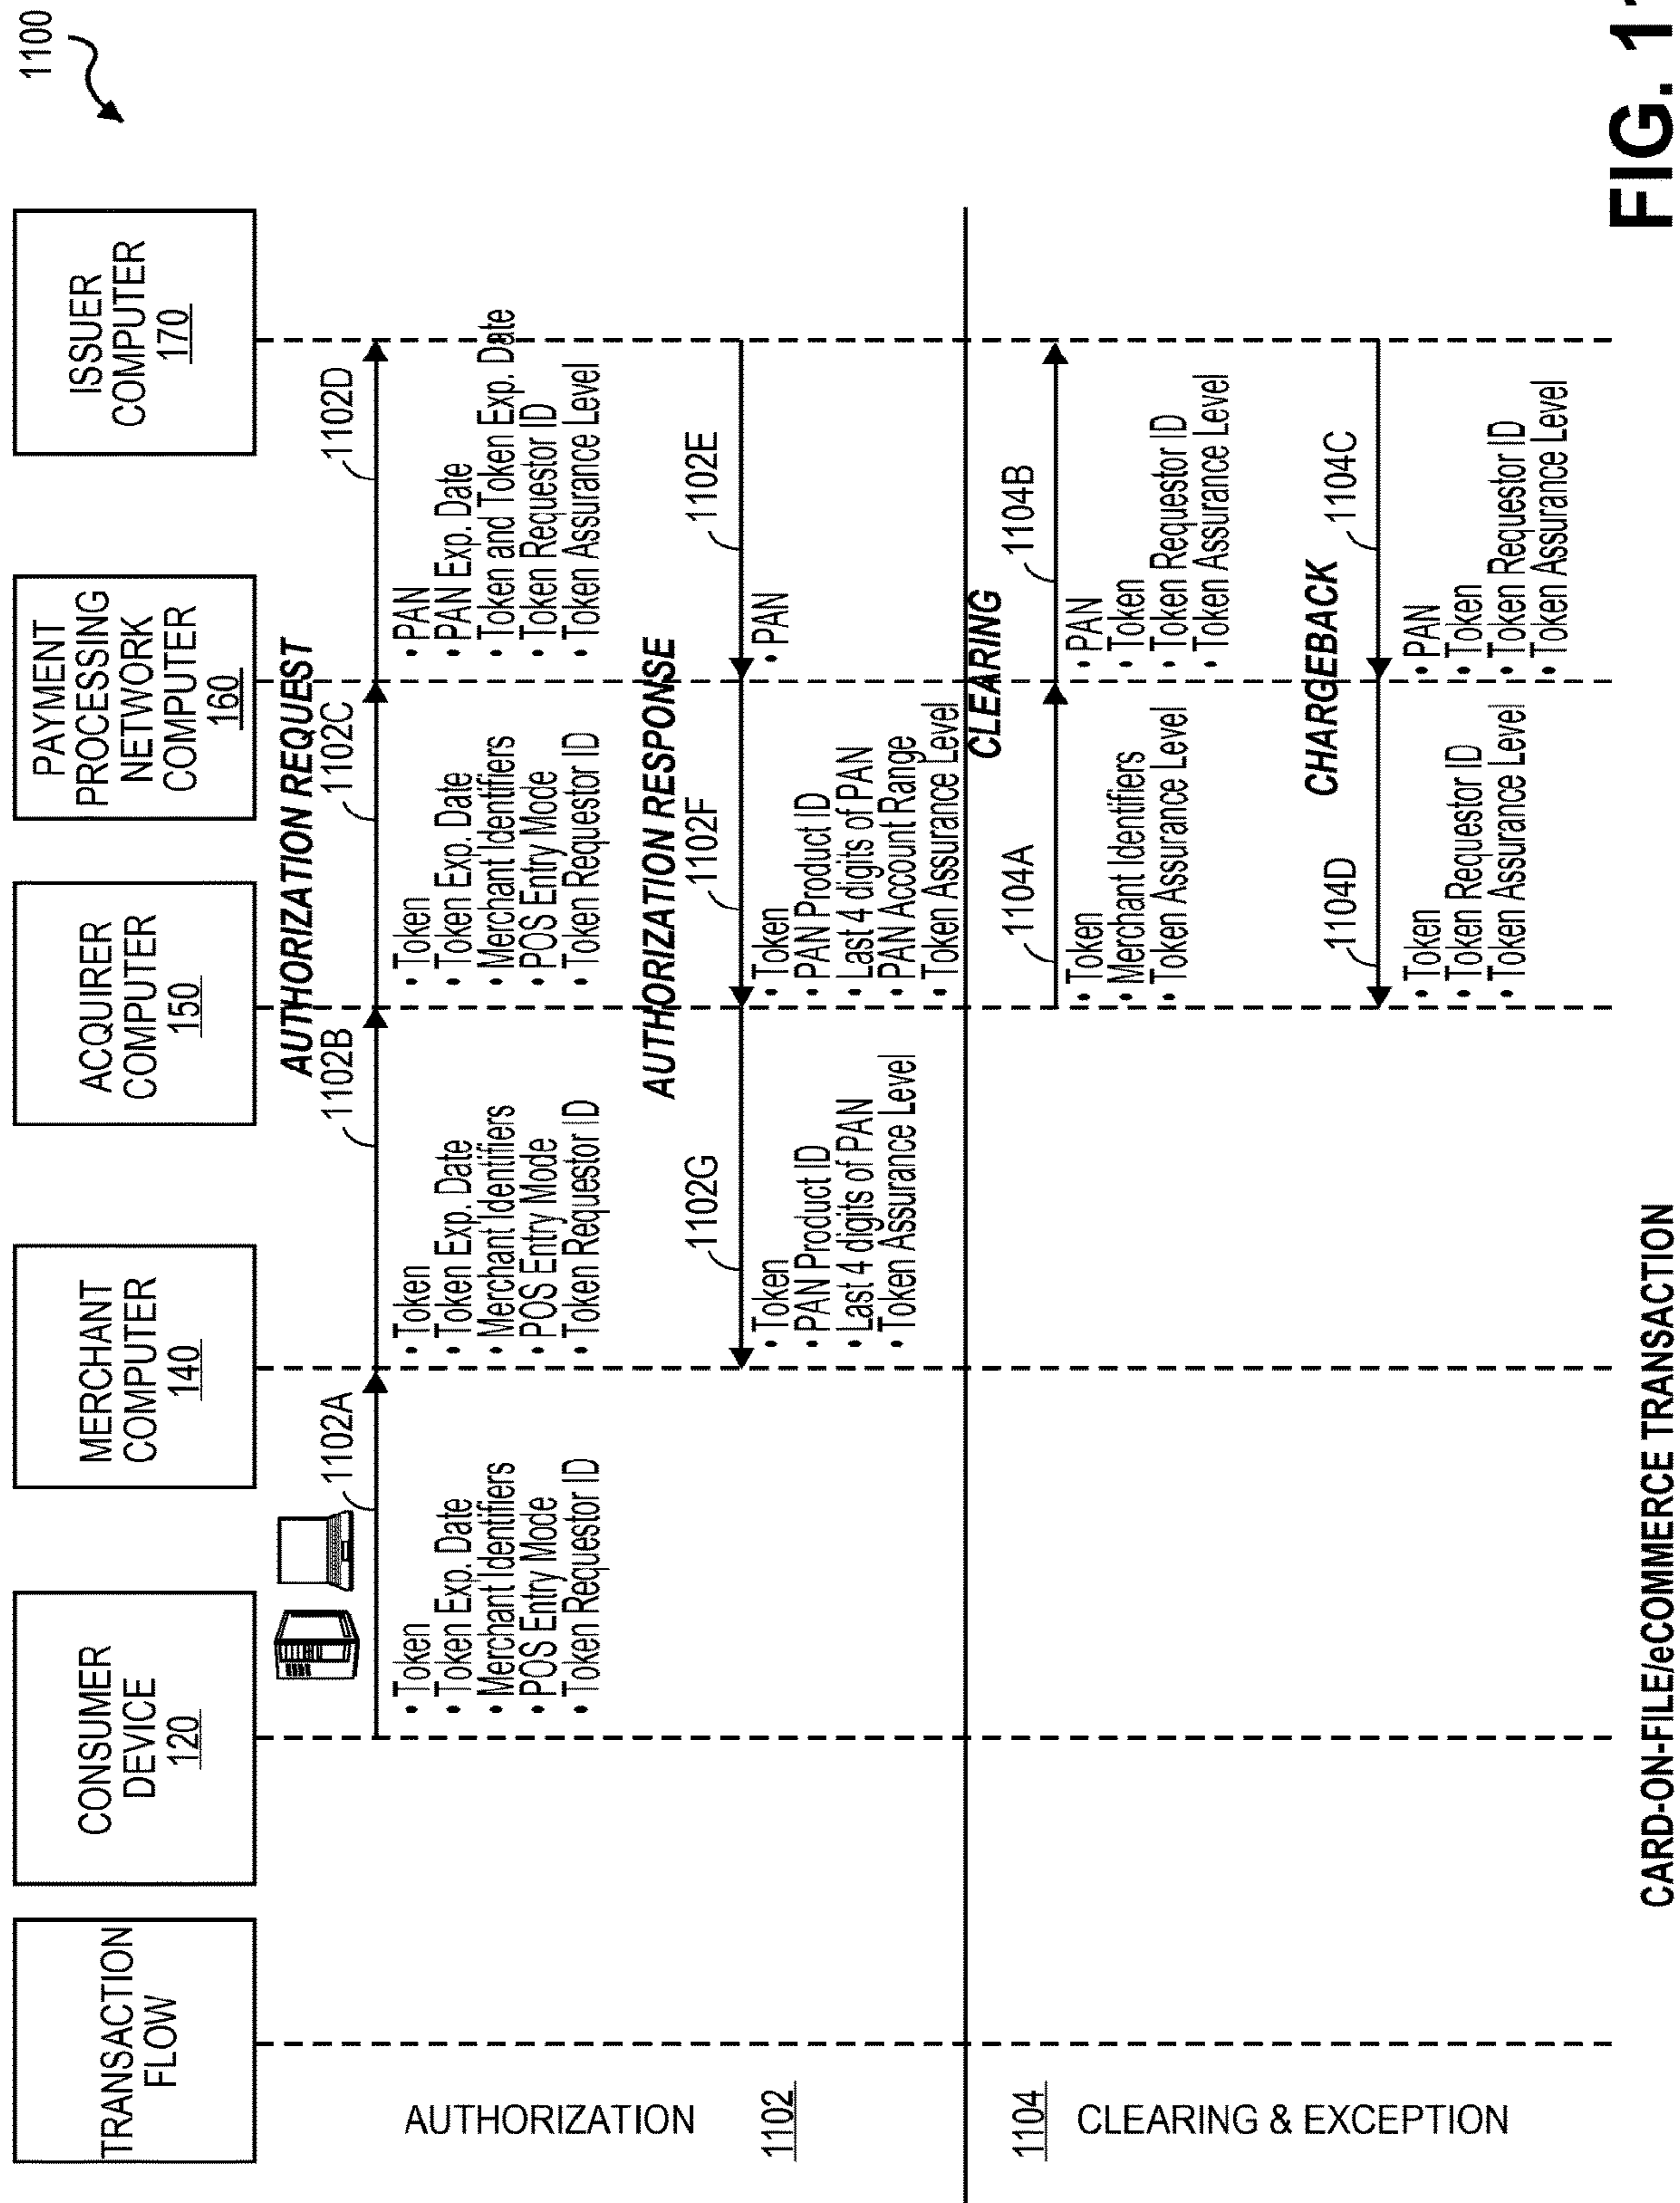 1100
TRANSACTION
FLOW
CONSUMER
DEVICE
120
MERCHANT
COMPUTER
140
ACQUIRER
COMPUTER
150
PAYMENT
PROCESSING
NETWORK
COMPUTER
160
ISSUER
COMPUTER
170
AUTHORIZATION
1102
AUTHORIZATION REQUEST
1102A
• Token
• Token Exp. Date
• Merchant Identifiers
• POS Entry Mode
• Token Requestor ID
1102B
• Token
• Token Exp. Date
• Merchant Identifiers
• POS Entry Mode
• Token Requestor ID
1102C
• Token
• Token Exp. Date
• Merchant Identifiers
• POS Entry Mode
• Token Requestor ID
1102D
• PAN
• PAN Exp. Date
• Token and Token Exp. Date
• Token Requestor ID
• Token Assurance Level
AUTHORIZATION RESPONSE
1102G
• Token
• PAN Product ID
• Last 4 digits of PAN
• Token Assurance Level
1102F
• Token
• PAN Product ID
• Last 4 digits of PAN
• PAN Account Range
• Token Assurance Level
1102E
• PAN
1104
CLEARING & EXCEPTION
CLEARING
1104A
• Token
• Merchant Identifiers
• Token Assurance Level
1104B
• PAN
• Token
• Token Requestor ID
• Token Assurance Level
CHARGEBACK
1104D
• Token
• Token Requestor ID
• Token Assurance Level
1104C
• PAN
• Token
• Token Requestor ID
• Token Assurance Level
CARD-ON-FILE/eCOMMERCE TRANSACTION
FIG. 11